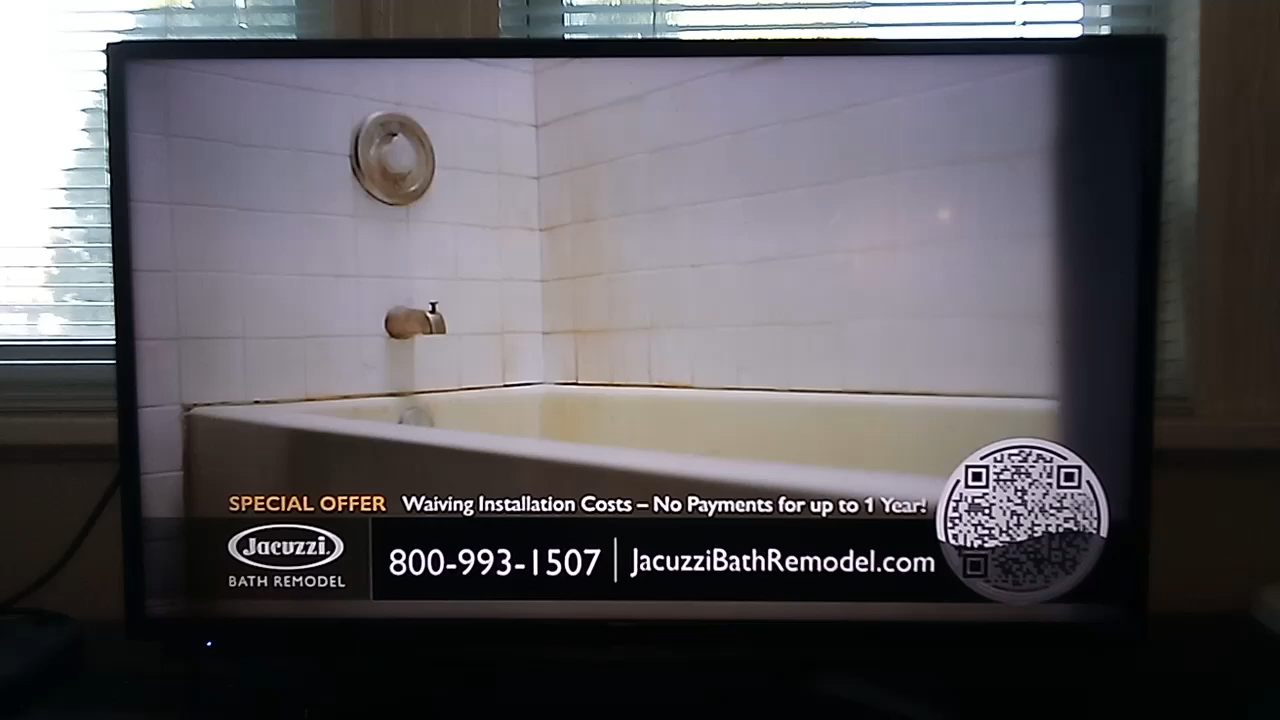 SPECIAL OFFER Waiving Installation Costs – No Payments for up to 1 Year!
Jacuzzi.
BATH REMODEL
800-993-1507 | JacuzziBathRemodel.com